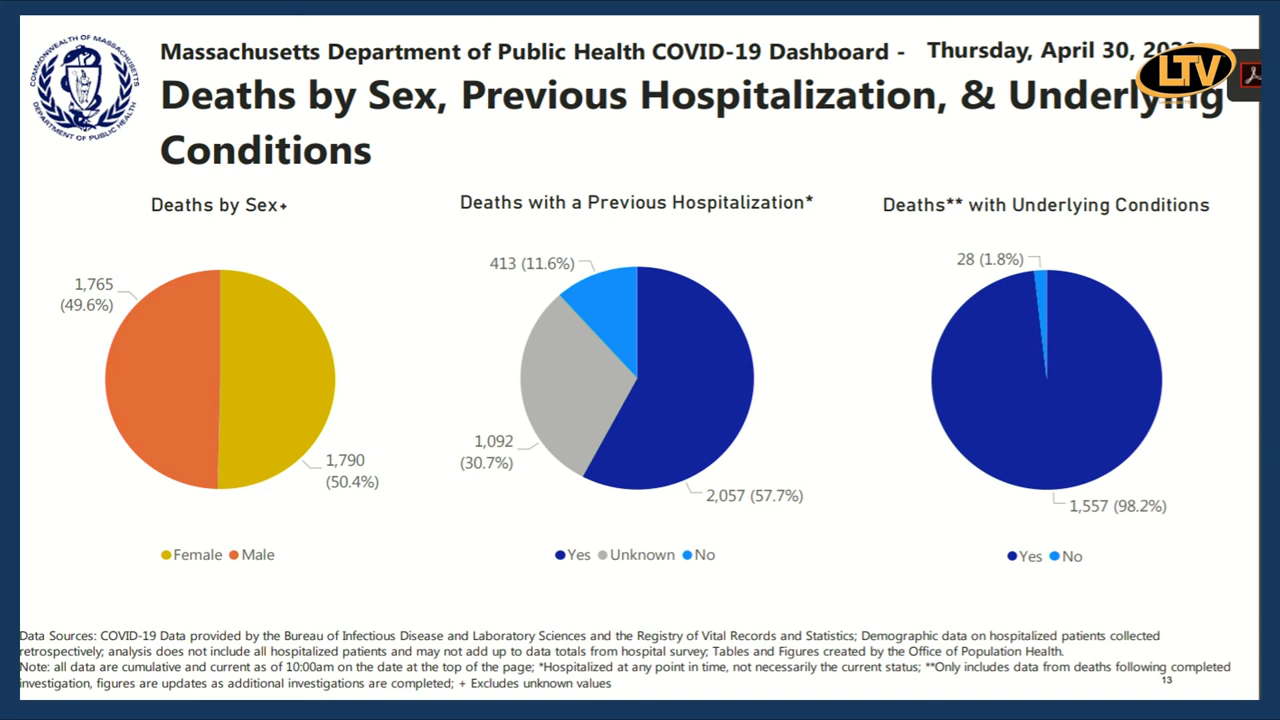 COMMONWEALTH OF MASSACHUSETTS
DEPARTMENT OF PUBLIC HEALTH
Massachusetts Department of Public Health COVID-19 Dashboard - Thursday, April 30,
LTV
Deaths by Sex, Previous Hospitalization, & Underlying
Conditions
Deaths by Sex+
1,765
(49.6%)
1,790
(50.4%)
Female Male
Deaths with a Previous Hospitalization*
413 (11.6%)
1,092
(30.7%)
2,057 (57.7%)
Yes Unknown No
Deaths** with Underlying Conditions
28 (1.8%)
1,557 (98.2%)
Yes No
Data Sources: COVID-19 Data provided by the Bureau of Infectious Disease and Laboratory Sciences and the Registry of Vital Records and Statistics; Demographic data on hospitalized patients collected
retrospectively; analysis does not include all hospitalized patients and may not add up to data totals from hospital survey; Tables and Figures created by the Office of Population Health.
Note: all data are cumulative and current as of 10:00am on the date at the top of the page; *Hospitalized at any point in time, not necessarily the current status; **Only includes data from deaths following completed
investigation, figures are updates as additional investigations are completed; + Excludes unknown values
13